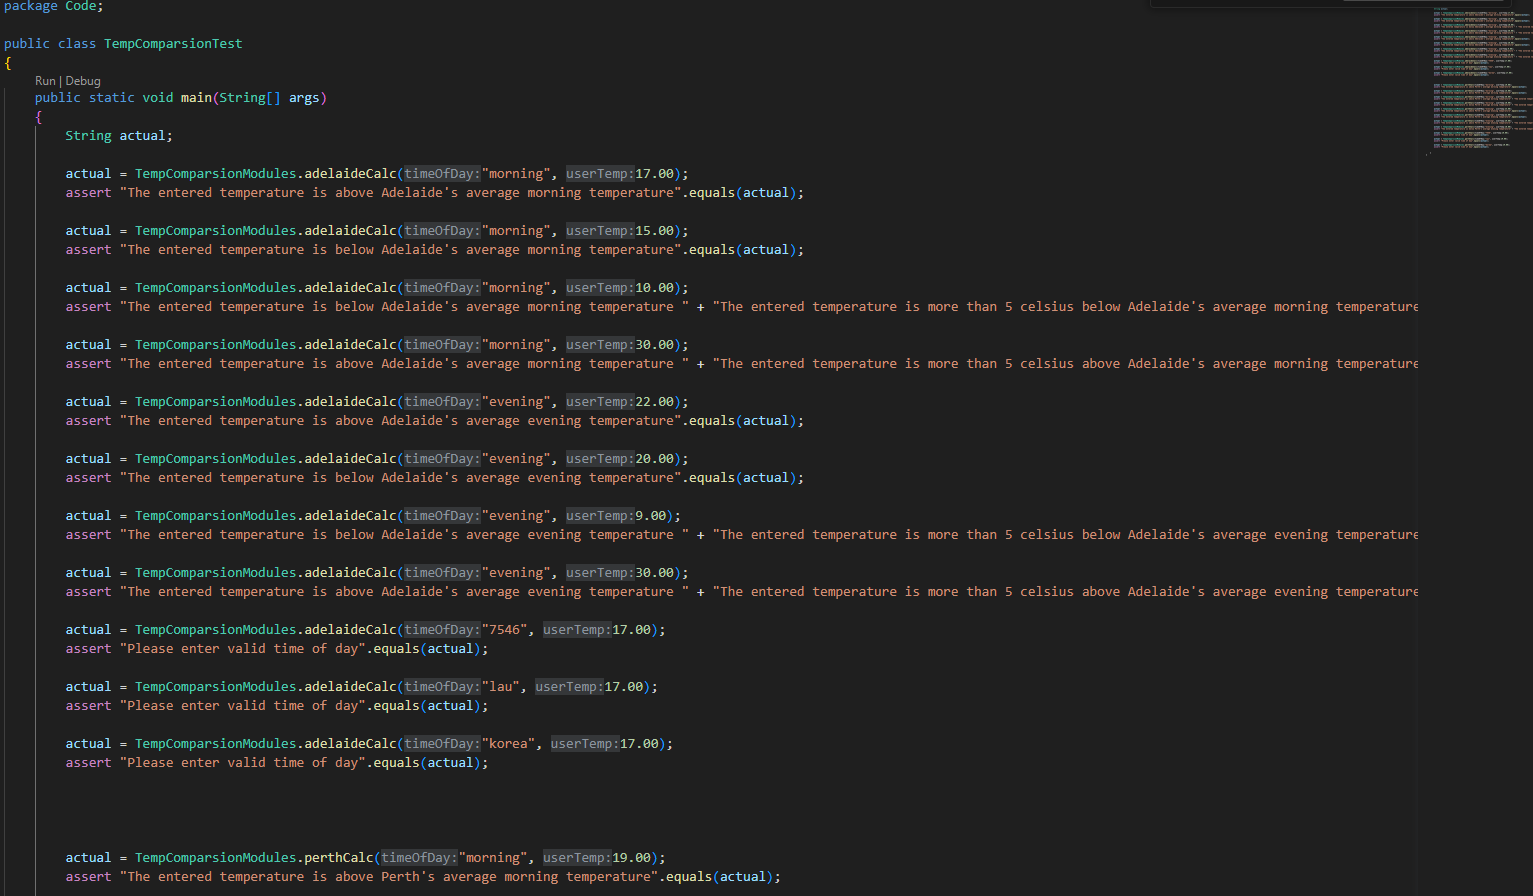 package Code;
public class TempComparsionTest
{
Run | Debug
public static void main(String[] args)
{
String actual;
actual = TempComparsionModules.adelaideCalc(timeOfDay:"morning", userTemp:17.00);
assert "The entered temperature is above Adelaide's average morning temperature".equals(actual);
actual = TempComparsionModules.adelaideCalc(timeOfDay:"morning", userTemp:15.00);
assert "The entered temperature is below Adelaide's average morning temperature".equals(actual);
actual = TempComparsionModules.adelaideCalc(timeOfDay:"morning", userTemp:10.00);
assert "The entered temperature is below Adelaide's average morning temperature " + "The entered temperature is more than 5 celsius below Adelaide's average morning temperature
actual = TempComparsionModules.adelaideCalc(timeOfDay:"morning", userTemp:30.00);
assert "The entered temperature is above Adelaide's average morning temperature " + "The entered temperature is more than 5 celsius above Adelaide's average morning temperature
actual = TempComparsionModules.adelaideCalc(timeOfDay:"evening", userTemp:22.00);
assert "The entered temperature is above Adelaide's average evening temperature".equals(actual);
actual = TempComparsionModules.adelaideCalc(timeOfDay:"evening", userTemp:20.00);
assert "The entered temperature is below Adelaide's average evening temperature".equals(actual);
actual = TempComparsionModules.adelaideCalc(timeOfDay:"evening", userTemp:9.00);
assert "The entered temperature is below Adelaide's average evening temperature " + "The entered temperature is more than 5 celsius below Adelaide's average evening temperature
actual = TempComparsionModules.adelaideCalc(timeOfDay:"evening", userTemp:30.00);
assert "The entered temperature is above Adelaide's average evening temperature " + "The entered temperature is more than 5 celsius above Adelaide's average evening temperature
actual = TempComparsionModules.adelaideCalc(timeOfDay:"7546", userTemp:17.00);
assert "Please enter valid time of day".equals(actual);
actual = TempComparsionModules.adelaideCalc(timeOfDay:"lau", userTemp:17.00);
assert "Please enter valid time of day".equals(actual);
actual = TempComparsionModules.adelaideCalc(timeOfDay:"korea", userTemp:17.00);
assert "Please enter valid time of day".equals(actual);
actual = TempComparsionModules.perthCalc(timeOfDay:"morning", userTemp:19.00);
assert "The entered temperature is above Perth's average morning temperature".equals(actual);